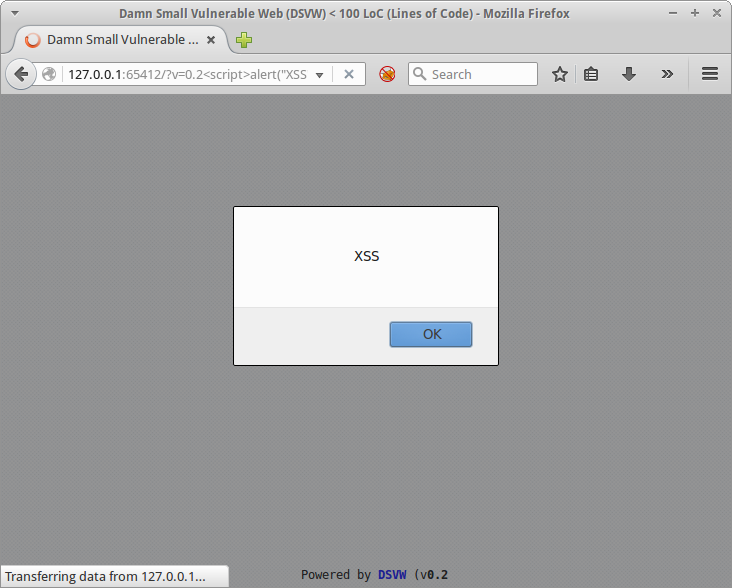 Damn Small Vulnerable Web (DSVW) < 100 LoC (Lines of Code) - Mozilla Firefox
Damn Small Vulnerable ...
127.0.0.1:65412/?v=0.2<script>alert("XSS
Search
XSS
OK
Transferring data from 127.0.0.1...
Powered by DSVW (v0.2